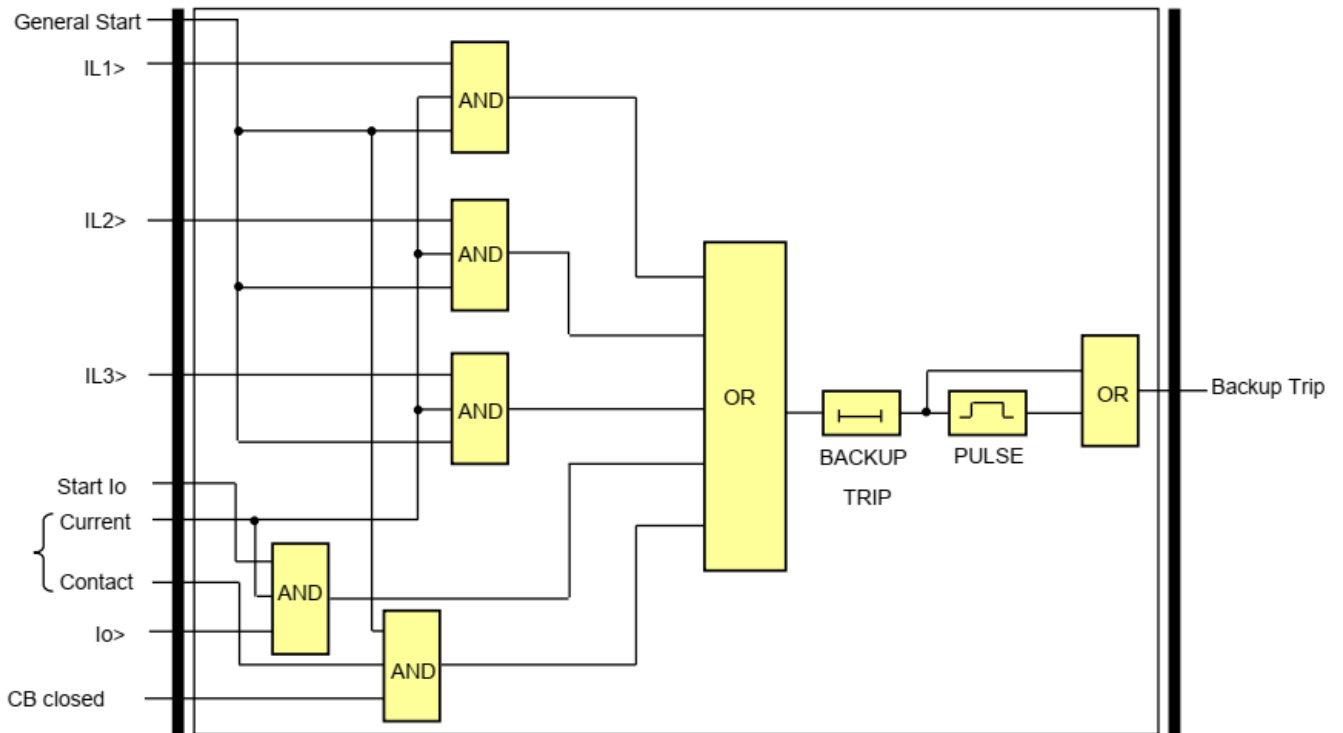 General Start
IL1>
AND
IL2>
AND
IL3>
AND
OR
OR
Backup Trip
BACKUP
TRIP
PULSE
Start Io
Current
Contact
AND
Io>
AND
CB closed